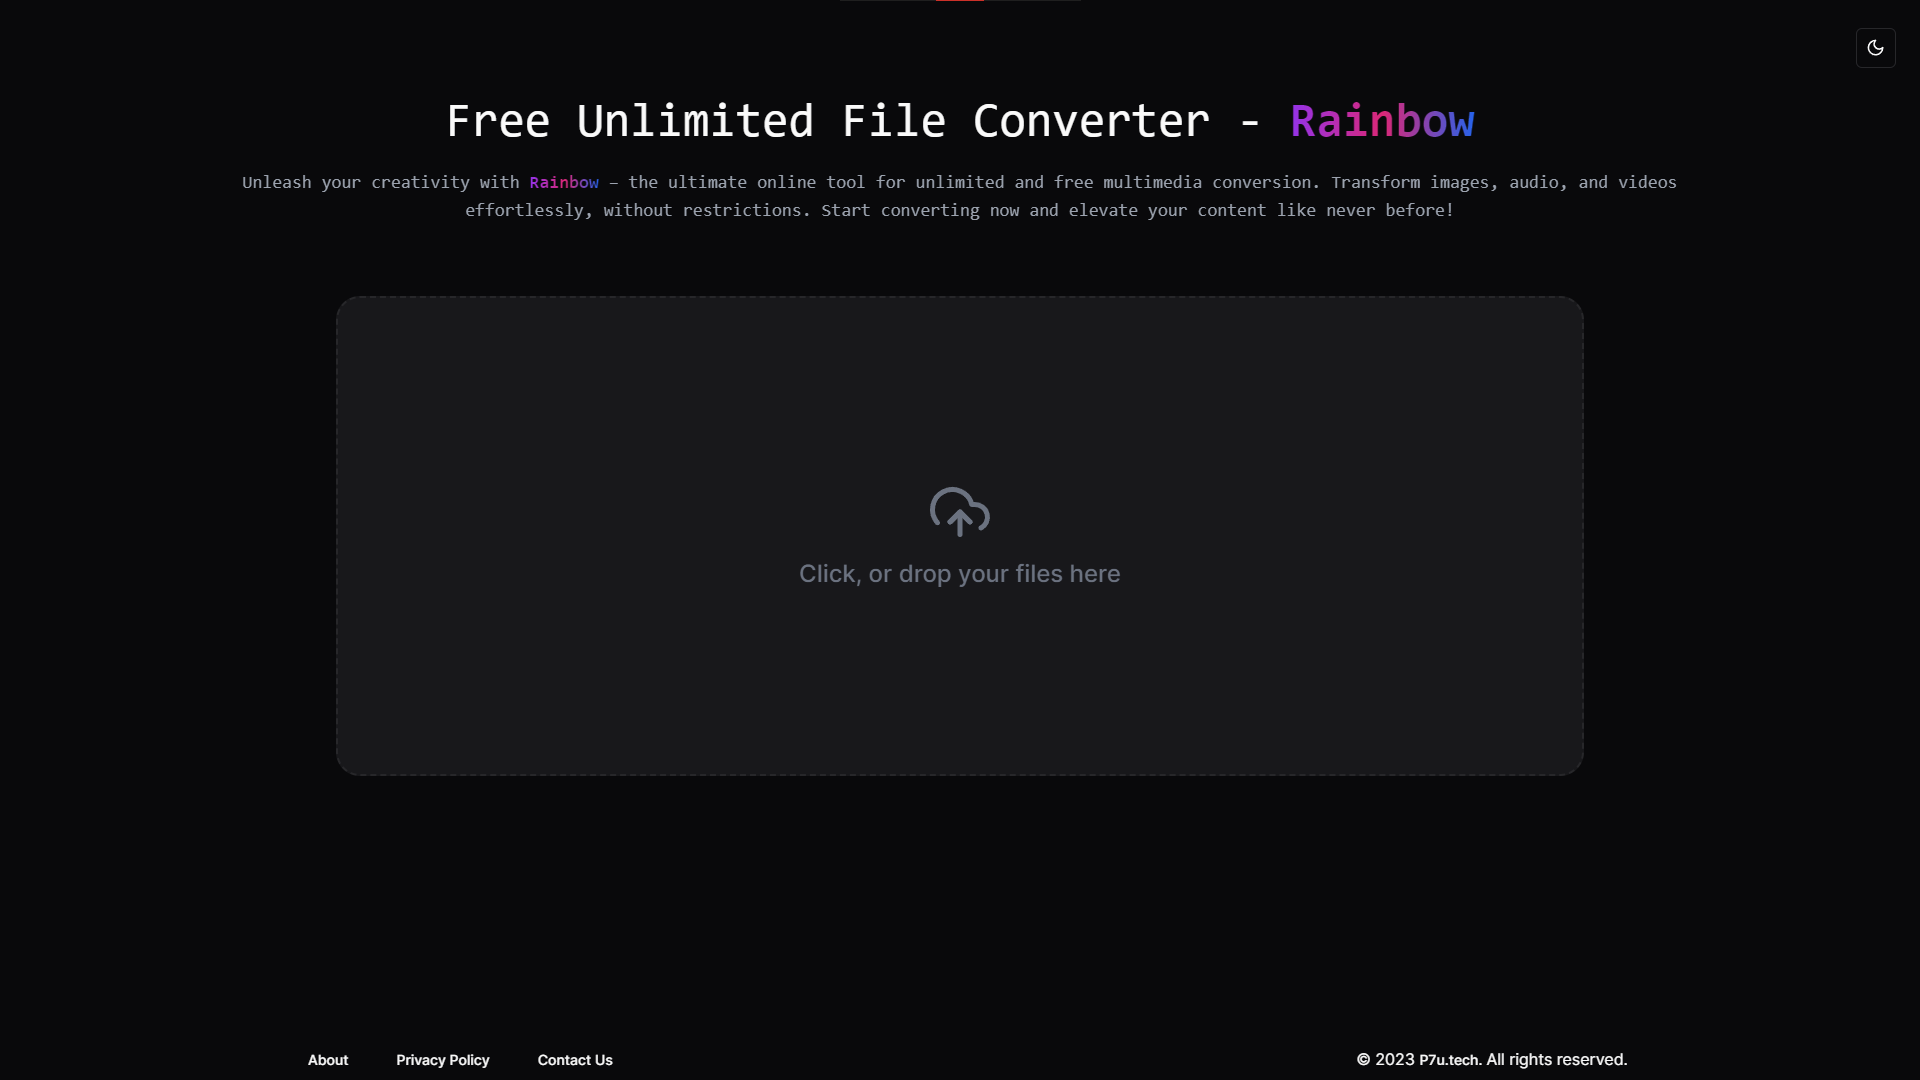 Free Unlimited File Converter - Rainbow
Unleash your creativity with Rainbow – the ultimate online tool for unlimited and free multimedia conversion. Transform images, audio, and videos
effortlessly, without restrictions. Start converting now and elevate your content like never before!
Click, or drop your files here
About
Privacy Policy
Contact Us
© 2023 P7u.tech. All rights reserved.